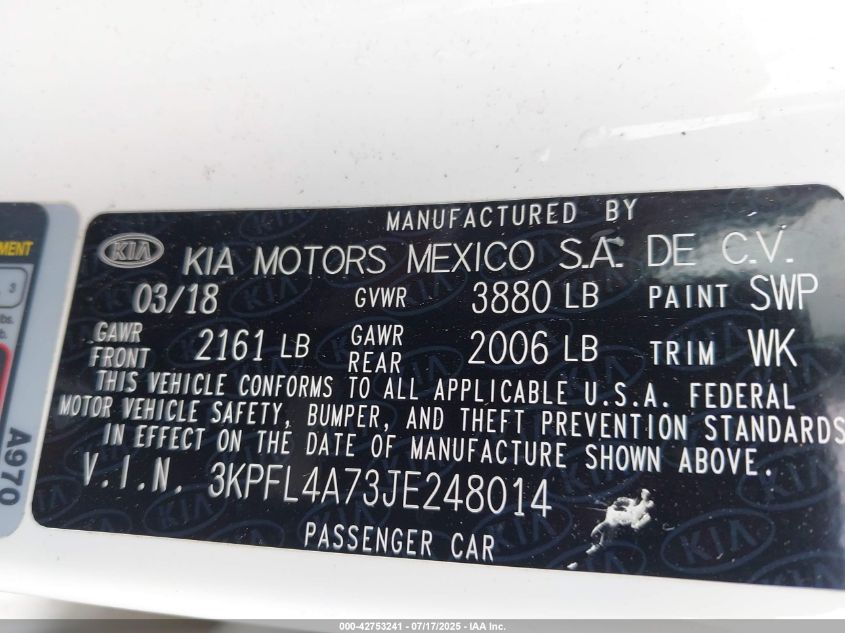 MANUFACTURED BY
KIA KIA MOTORS MEXICO S.A. DE C.V.
03/18 GVWR 3880 LB PAINT SWP
GAWR FRONT 2161 LB GAWR REAR 2006 LB TRIM WK
THIS VEHICLE CONFORMS TO ALL APPLICABLE U.S.A. FEDERAL
MOTOR VEHICLE SAFETY, BUMPER, AND THEFT PREVENTION STANDARDS
IN EFFECT ON THE DATE OF MANUFACTURE SHOWN ABOVE.
V.I.N. 3KPFL4A73JE248014
PASSENGER CAR
A970
000-42753241 - 07/17/2025 - IAA Inc.